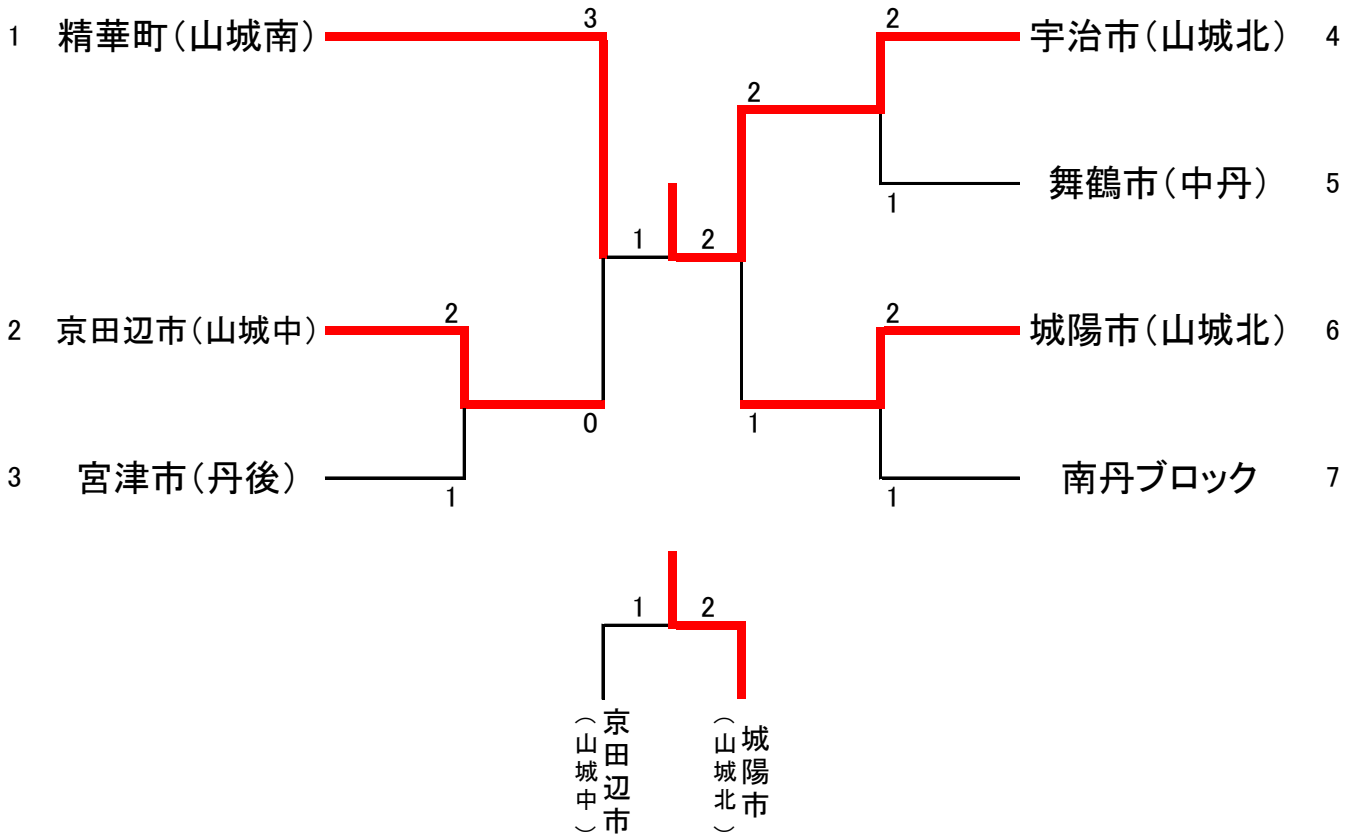 3
2
1 精華町(山城南)
宇治市(山城北) 4
2
舞鶴市(中丹) 5
1
1 2
2
2
2 京田辺市(山城中)
城陽市(山城北) 6
0
1
3 宮津市(丹後)
南丹ブロック 7
1
1
1 2
京田辺市
(山城中)
城陽市
(山城北)